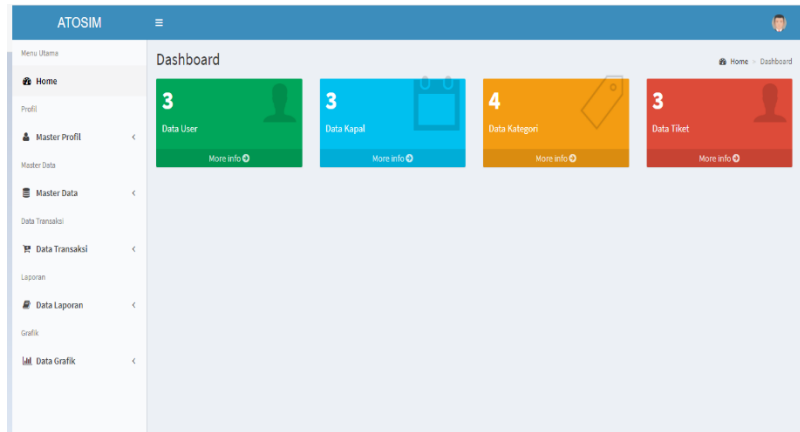 ATOSIM
Menu Utama
Home
Profil
Master Profil
Master Data
Master Data
Data Transaksi
Data Transaksi
Laporan
Data Laporan
Grafik
Data Grafik
Dashboard
Home > Dashboard
3
Data User
More info
3
Data Kapal
More info
4
Data Kategori
More info
3
Data Tiket
More info